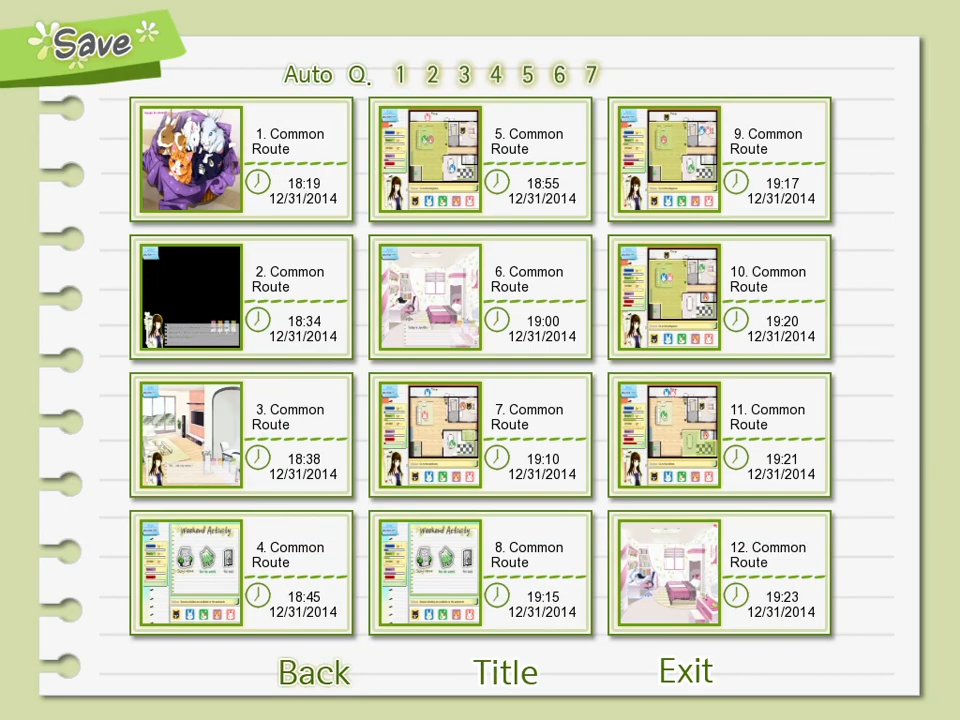 Save
Auto Q. 1 2 3 4 5 6 7
1. Common
Route
18:19
12/31/2014
5. Common
Route
18:55
12/31/2014
9. Common
Route
19:17
12/31/2014
2. Common
Route
18:34
12/31/2014
6. Common
Route
19:00
12/31/2014
10. Common
Route
19:20
12/31/2014
3. Common
Route
18:38
12/31/2014
7. Common
Route
19:10
12/31/2014
11. Common
Route
19:21
12/31/2014
Weekend Activity
4. Common
Route
18:45
12/31/2014
Weekend Activity
8. Common
Route
19:15
12/31/2014
12. Common
Route
19:23
12/31/2014
Back Title Exit